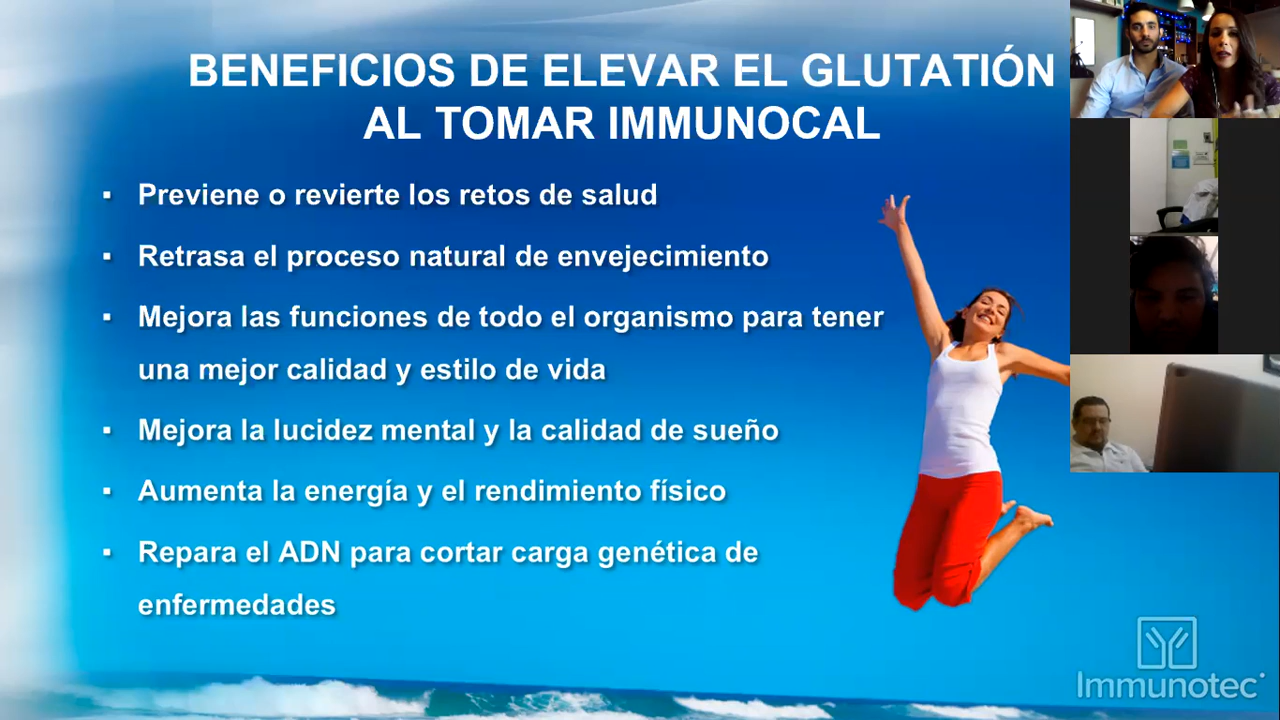 BENEFICIOS DE ELEVAR EL GLUTATIÓN
AL TOMAR IMMUNOCAL
▪ Previene o revierte los retos de salud
▪ Retrasa el proceso natural de envejecimiento
▪ Mejora las funciones de todo el organismo para tener
una mejor calidad y estilo de vida
▪ Mejora la lucidez mental y la calidad de sueño
▪ Aumenta la energía y el rendimiento físico
▪ Repara el ADN para cortar carga genética de
enfermedades
Immunotec